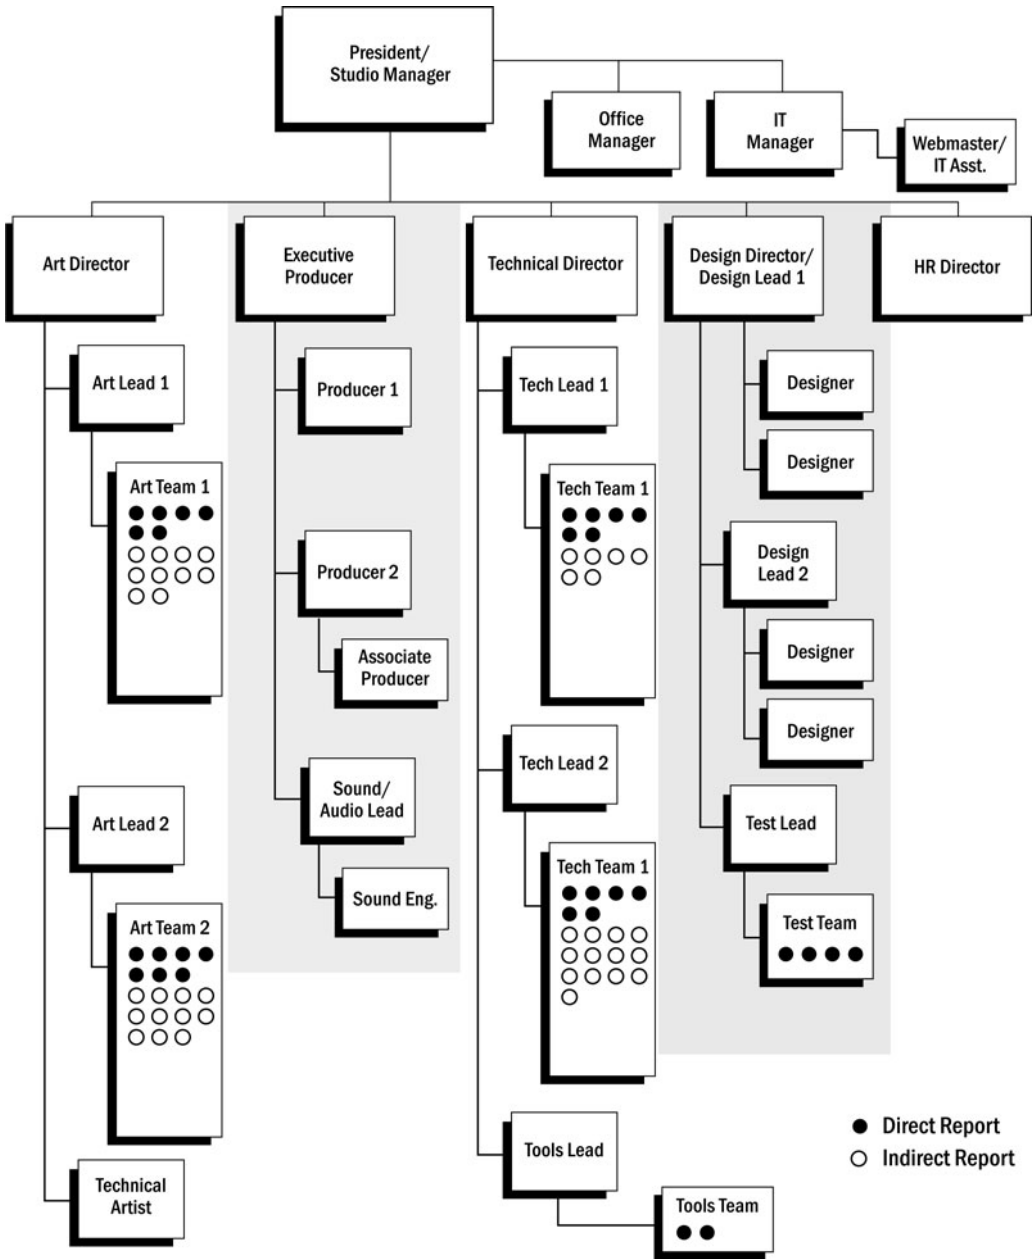 President/
Studio Manager
Office
Manager
IT
Manager
Webmaster/
IT Asst.
Art Director
Executive
Producer
Technical Director
Design Director/
Design Lead 1
HR Director
Art Lead 1
Art Team 1
Art Lead 2
Art Team 2
Technical
Artist
Producer 1
Producer 2
Associate
Producer
Sound/
Audio Lead
Sound Eng.
Tech Lead 1
Tech Team 1
Tech Lead 2
Tech Team 1
Tools Lead
Tools Team
Designer
Designer
Design
Lead 2
Designer
Designer
Test Lead
Test Team
Direct Report
Indirect Report